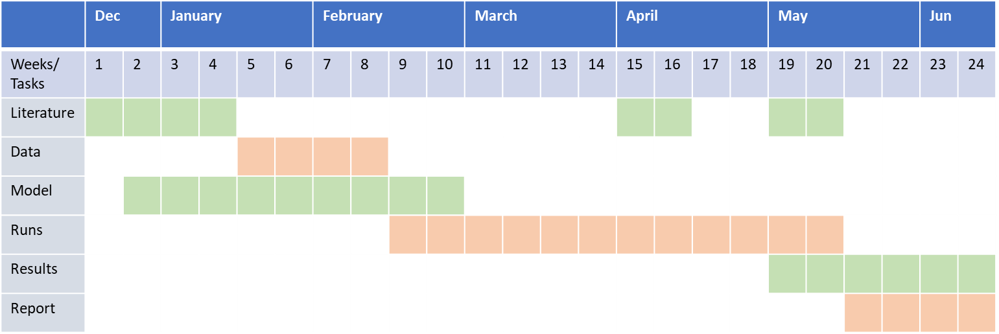 Dec January February March April May Jun
Weeks/ 1 2 3 4 5 6 7 8 9 10 11 12 13 14 15 16 17 18 19 20 21 22 23 24
Tasks
Literature
Data
Model
Runs
Results
Report